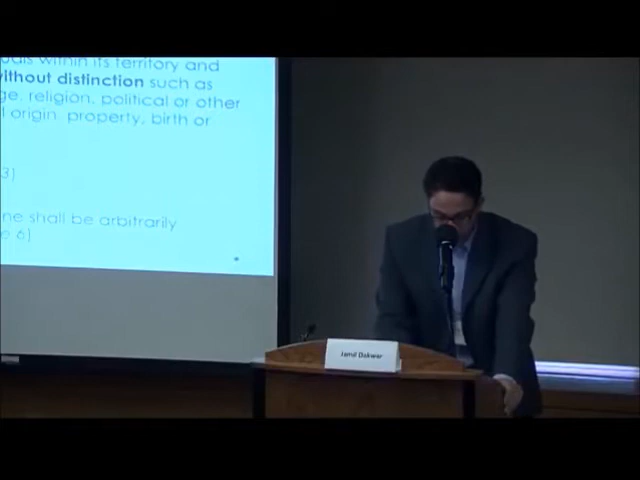 uals within its territory and
without distinction such as
ge, religion, political or other
l origin property, birth or
3]
ne shall be arbitrarily
e 6]
Jamil Dakwar